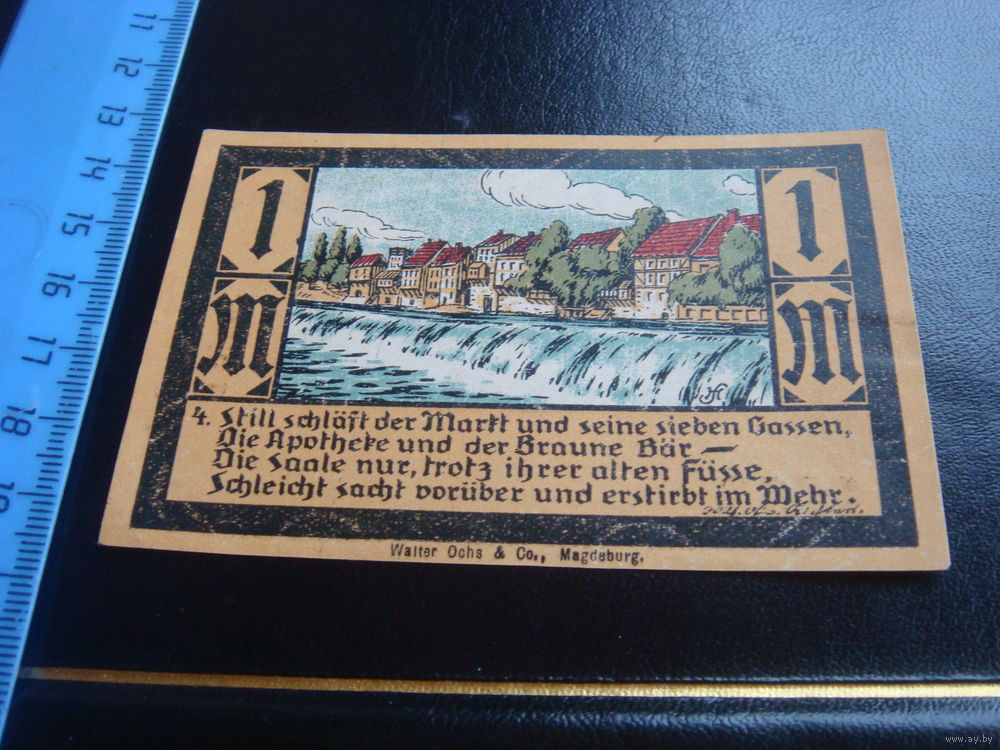 11
12
13
14
15
16
17
18
19
1 1
M M
4. Still schläft der Markt und seine sieben Gassen,
Die Apotheke und der Braune Bär —
Die Saale nur, trotz ihrer alten Füsse,
Schleicht sacht vorüber und erstirbt im Wehr.
Walter Ochs & Co., Magdeburg.
www.ay.by